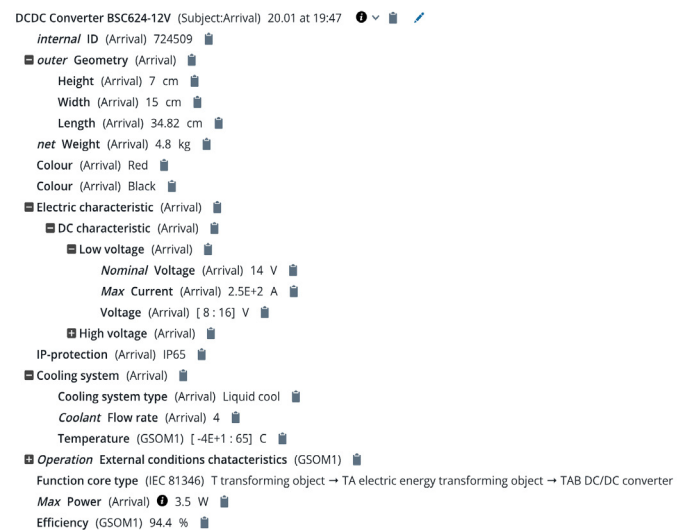 DCDC Converter BSC624-12V (Subject:Arrival) 20.01 at 19:47
internal ID (Arrival) 724509
outer Geometry (Arrival)
Height (Arrival) 7 cm
Width (Arrival) 15 cm
Length (Arrival) 34.82 cm
net Weight (Arrival) 4.8 kg
Colour (Arrival) Red
Colour (Arrival) Black
Electric characteristic (Arrival)
DC characteristic (Arrival)
Low voltage (Arrival)
Nominal Voltage (Arrival) 14 V
Max Current (Arrival) 2.5E+2 A
Voltage (Arrival) [ 8 : 16] V
High voltage (Arrival)
IP-protection (Arrival) IP65
Cooling system (Arrival)
Cooling system type (Arrival) Liquid cool
Coolant Flow rate (Arrival) 4
Temperature (GSOM1) [ -4E+1 : 65] C
Operation External conditions chatacteristics (GSOM1)
Function core type (IEC 81346) T transforming object → TA electric energy transforming object → TAB DC/DC converter
Max Power (Arrival) 3.5 W
Efficiency (GSOM1) 94.4 %